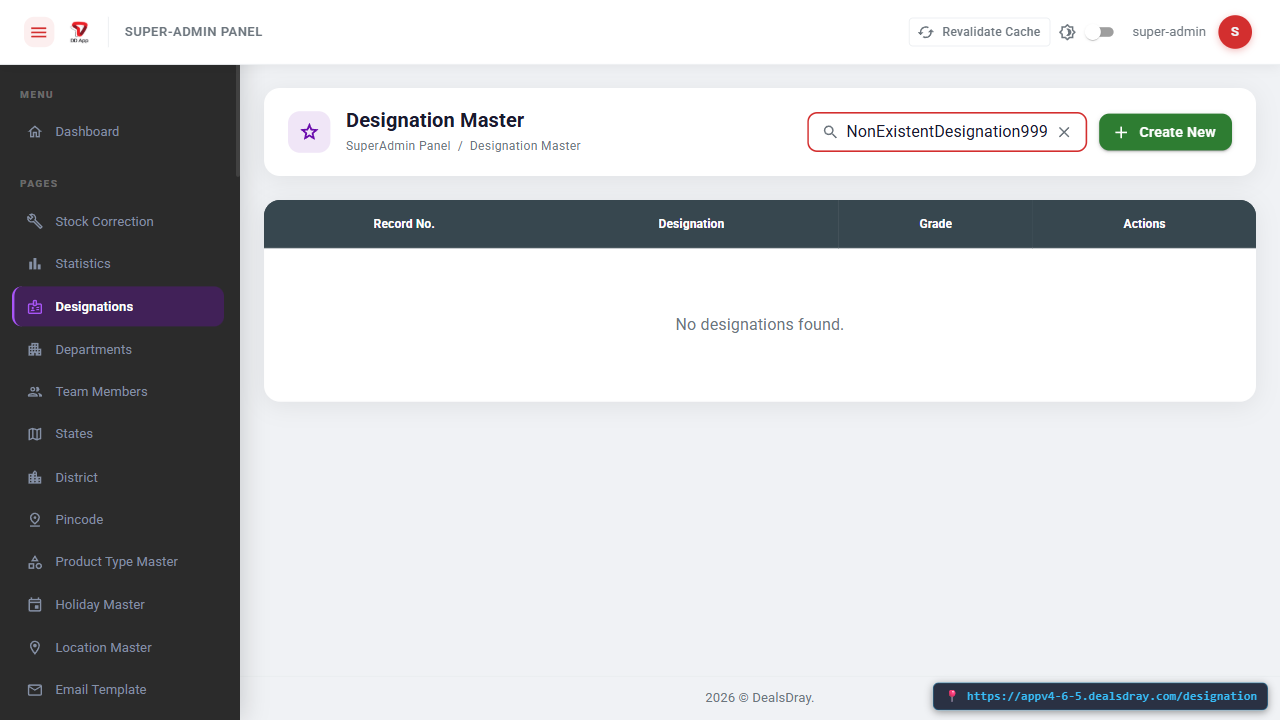 DD App
SUPER-ADMIN PANEL
Revalidate Cache
super-admin
S
MENU
Dashboard
PAGES
Stock Correction
Statistics
Designations
Departments
Team Members
States
District
Pincode
Product Type Master
Holiday Master
Location Master
Email Template
Designation Master
SuperAdmin Panel / Designation Master
NonExistentDesignation999
Create New
Record No. Designation Grade Actions
No designations found.
2026 © DealsDray.
https://appv4-6-5.dealsdray.com/designation